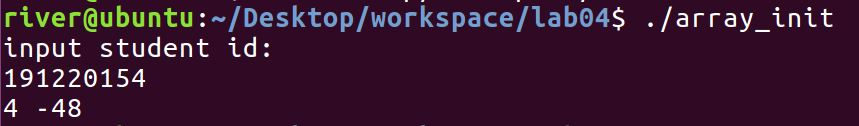 river@ubuntu:~/Desktop/workspace/lab04$ ./array_init
input student id:
191220154
4 -48